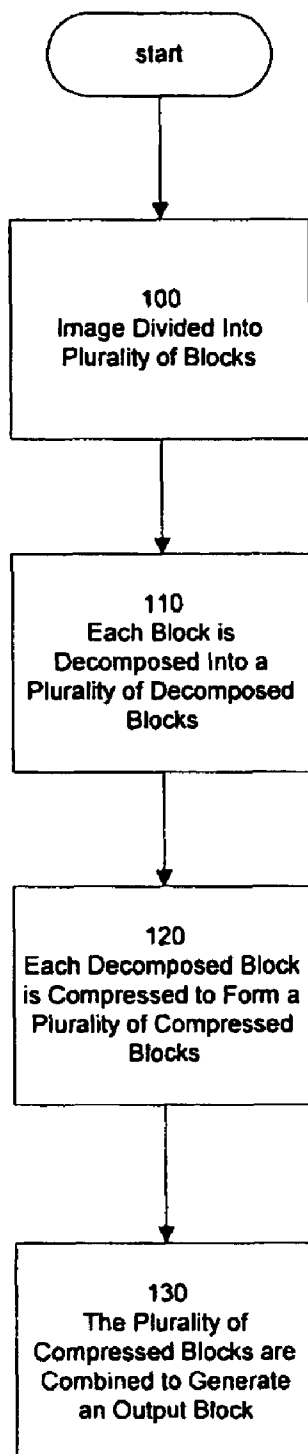 start
100
Image Divided Into
Plurality of Blocks
110
Each Block is
Decomposed Into a
Plurality of Decomposed
Blocks
120
Each Decomposed Block
is Compressed to Form a
Plurality of Compressed
Blocks
130
The Plurality of
Compressed Blocks are
Combined to Generate
an Output Block